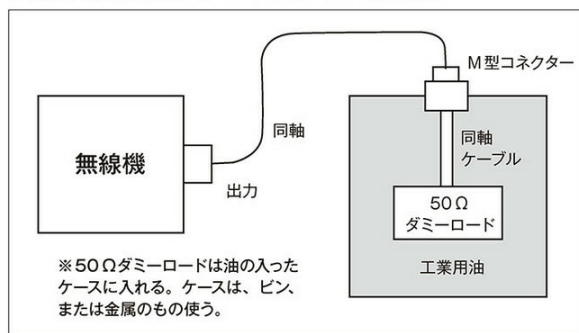 M型コネクター
同軸
無線機
同軸
ケーブル
出力
50Ω
ダミーロード
工業用油
※50Ωダミーロードは油の入った
ケースに入れる。ケースは、ビン、
または金属のもの使う。